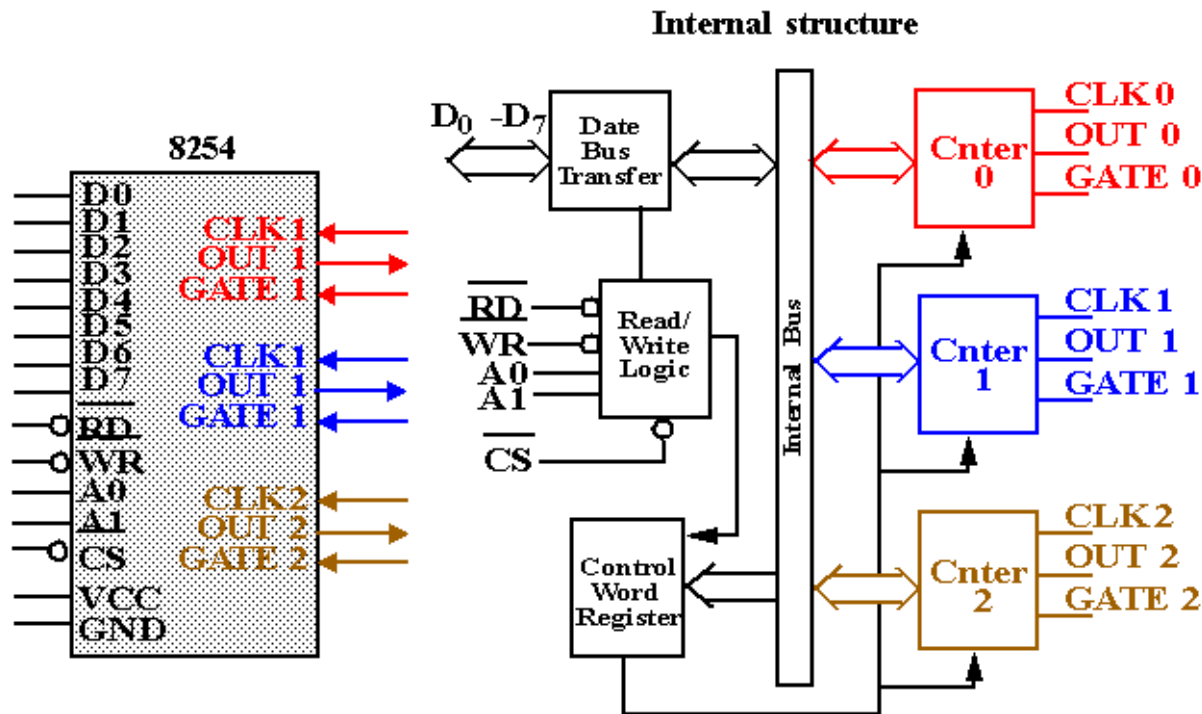 Internal structure
8254
D0
D1
D2
D3
D4
D5
D6
D7
RD
WR
A0
A1
CS
VCC
GND
CLK1
OUT 1
GATE 1
CLK1
OUT 1
GATE 1
CLK2
OUT 2
GATE 2
D0 -D7
Date
Bus
Transfer
RD
WR
A0
A1
CS
Read/
Write
Logic
Control
Word
Register
Internal Bus
Cnter
0
CLK0
OUT 0
GATE 0
Cnter
1
CLK1
OUT 1
GATE 1
Cnter
2
CLK2
OUT 2
GATE 2